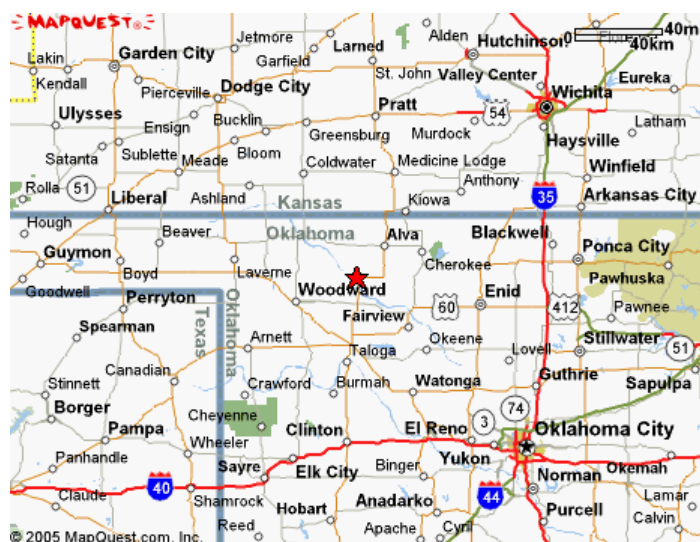 MAPQUEST®
40mi
0
40km
Jetmore
Larned
Alden
Hutchinson
Lakin
Garden City
Garfield
Kendall
St. John
Valley Center
Eureka
Pierceville
Dodge City
Wichita
Ulysses
Ensign
Bucklin
Pratt
54
Greensburg
Murdock
Haysville
Latham
Satanta
Sublette
Meade
Bloom
Coldwater
Medicine Lodge
Winfield
Rolla
51
Liberal
Ashland
Anthony
35
Arkansas City
Kansas
Kiowa
Hough
Oklahoma
Beaver
Alva
Blackwell
Ponca City
Guymon
Boyd
Laverne
Cherokee
Pawhuska
Goodwell
Perryton
Woodward
Enid
60
412
Pawnee
Texas
Oklahoma
Fairview
Spearman
Arnett
Taloga
Okeene
Lovell
Stillwater
51
Canadian
Stinnett
Crawford
Burmah
Watonga
Guthrie
Sapulpa
Borger
Cheyenne
3
74
Pampa
Clinton
El Reno
Oklahoma City
Wheeler
Panhandle
Sayre
Elk City
Binger
Yukon
Okemah
40
Claude
Shamrock
44
Norman
Hobart
Anadarko
Lamar
Reed
Apache
Cyril
Purcell
Calvin
© 2005 MapQuest.com, Inc.